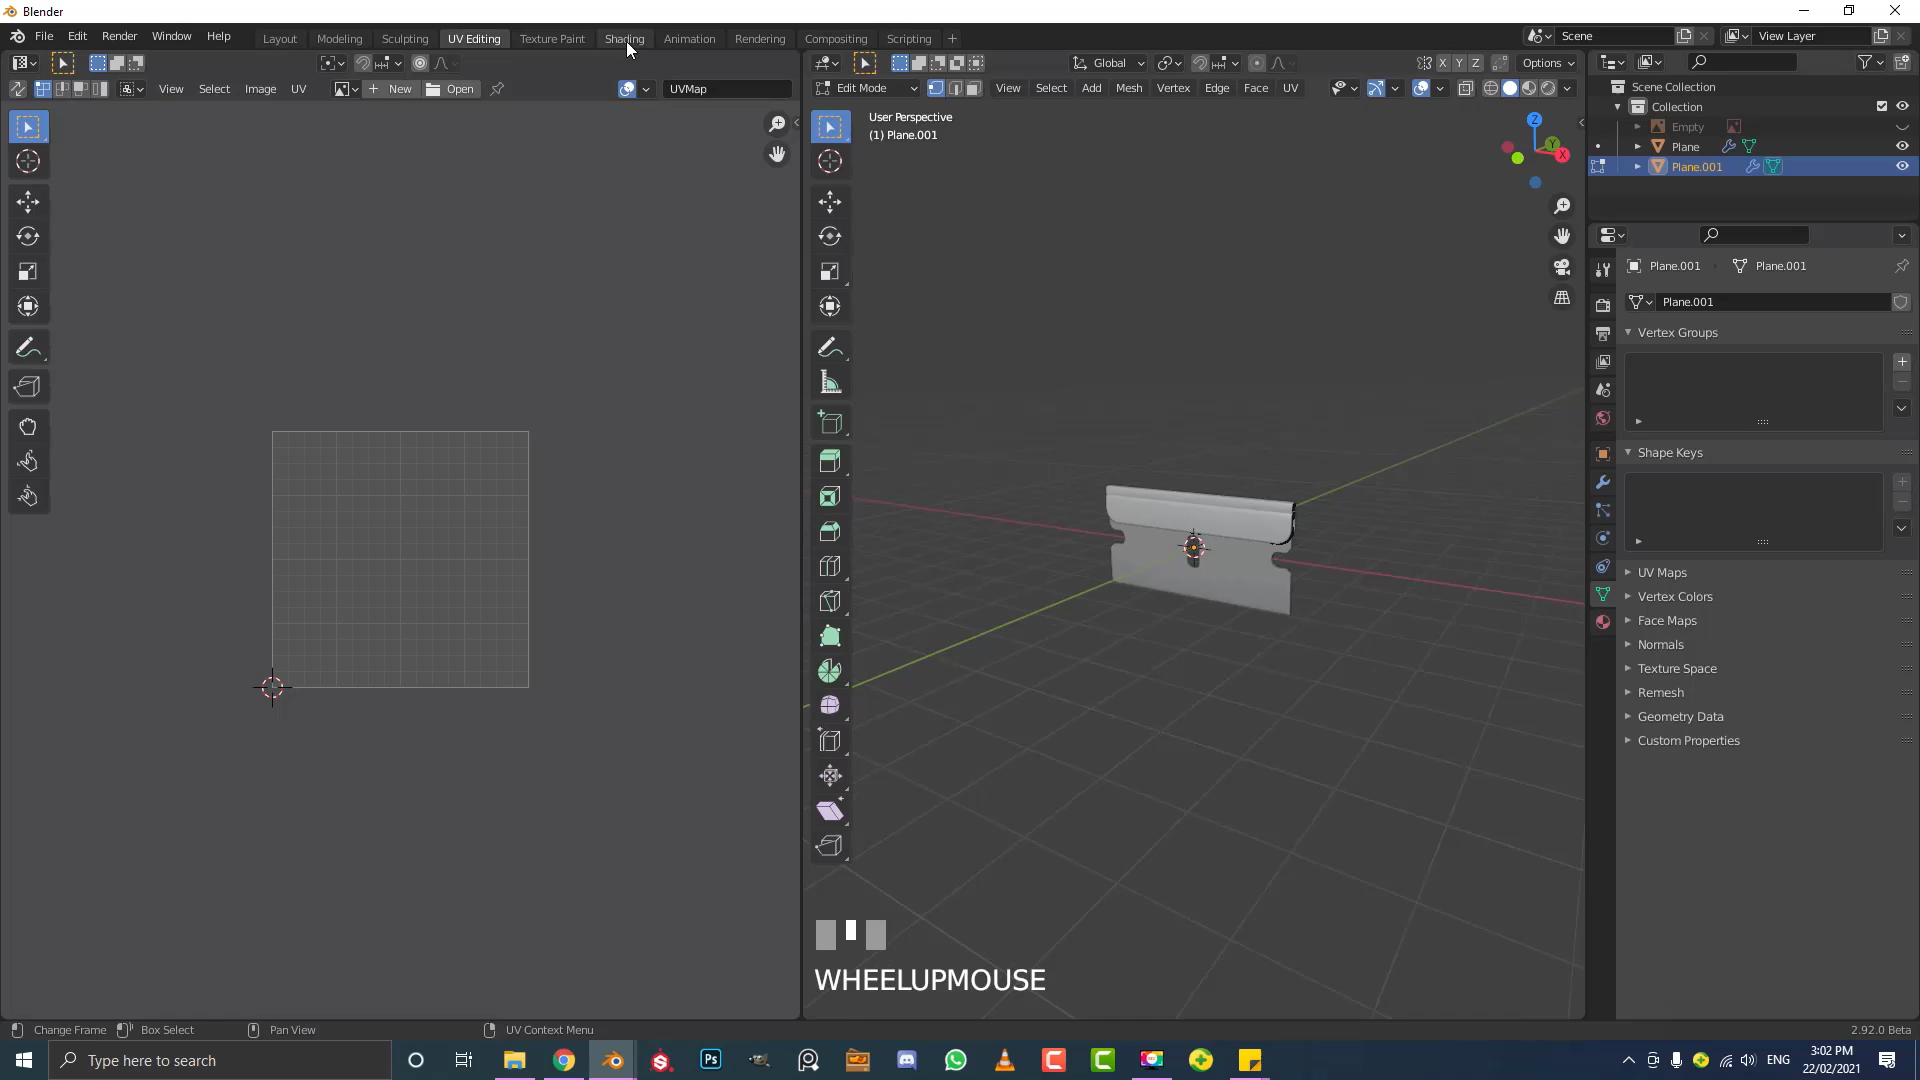 Blender
File Edit Render Window Help Layout Modeling Sculpting UV Editing Texture Paint Shading Animation Rendering Compositing Scripting Scene View Layer
Global X Y Z Options
View Select Image UV New Open UVMap
Edit Mode View Select Add Mesh Vertex Edge Face UV
User Perspective
(1) Plane.001
Z
Y
X
Scene Collection
Collection
Empty
Plane
Plane.001
Plane.001 Plane.001
Plane.001
Vertex Groups
Shape Keys
UV Maps
Vertex Colors
Face Maps
Normals
Texture Space
Remesh
Geometry Data
Custom Properties
WHEELUPMOUSE
Change Frame Box Select Pan View UV Context Menu 2.92.0 Beta
Type here to search
Ps
ENG
3:02 PM
22/02/2021